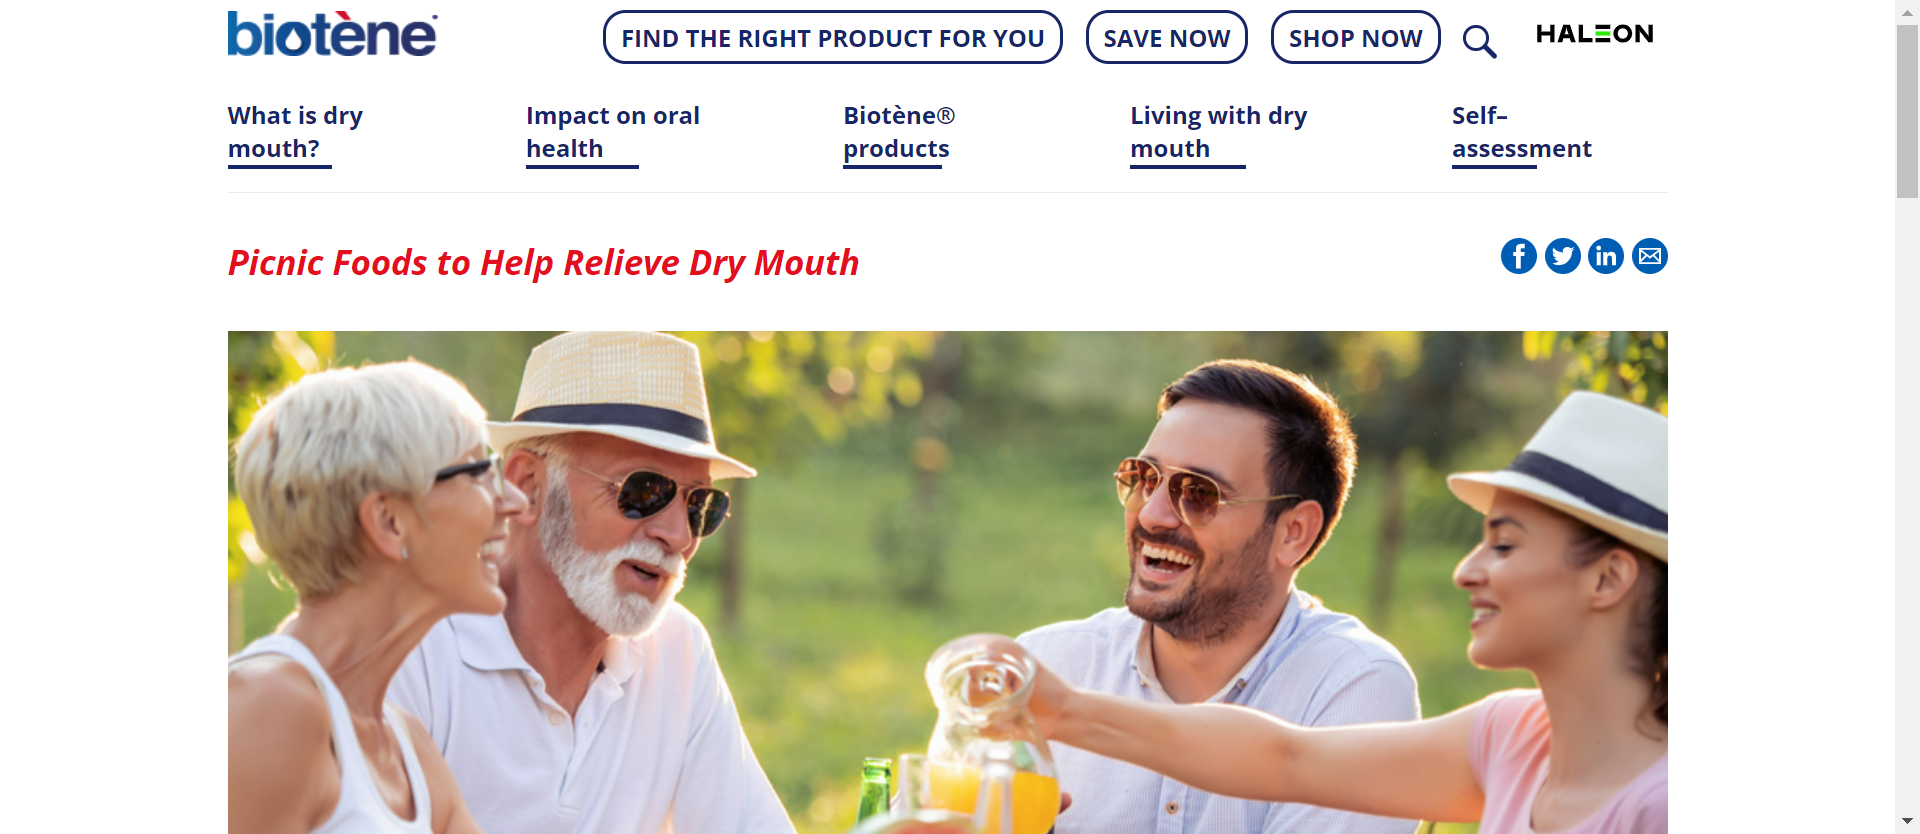 biotène
FIND THE RIGHT PRODUCT FOR YOU
SAVE NOW
SHOP NOW
HALEON
What is dry
mouth?
Impact on oral
health
Biotène®
products
Living with dry
mouth
Self–
assessment
Picnic Foods to Help Relieve Dry Mouth